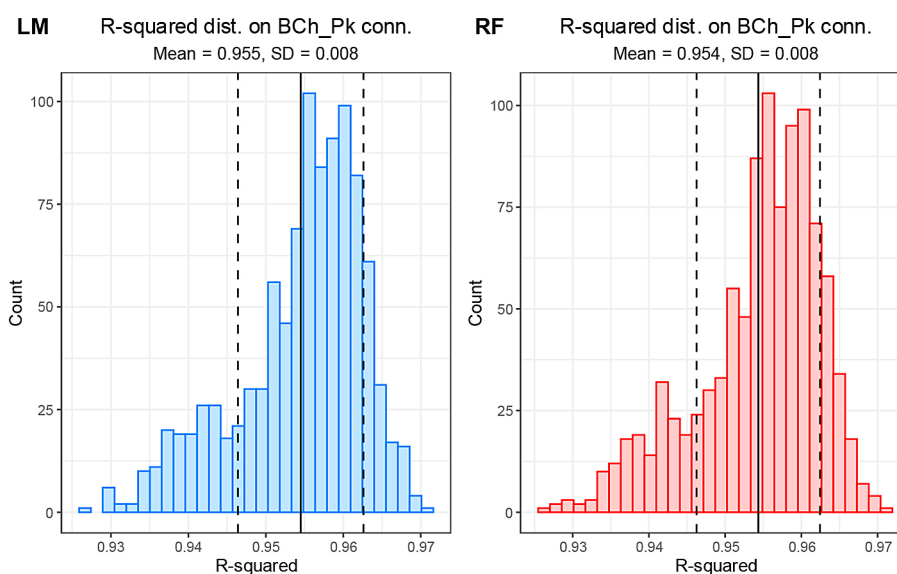 LM
R-squared dist. on BCh_Pk conn.
Mean = 0.955, SD = 0.008
Count
100
75
50
25
0
0.93 0.94 0.95 0.96 0.97
R-squared
RF
R-squared dist. on BCh_Pk conn.
Mean = 0.954, SD = 0.008
Count
100
75
50
25
0
0.93 0.94 0.95 0.96 0.97
R-squared